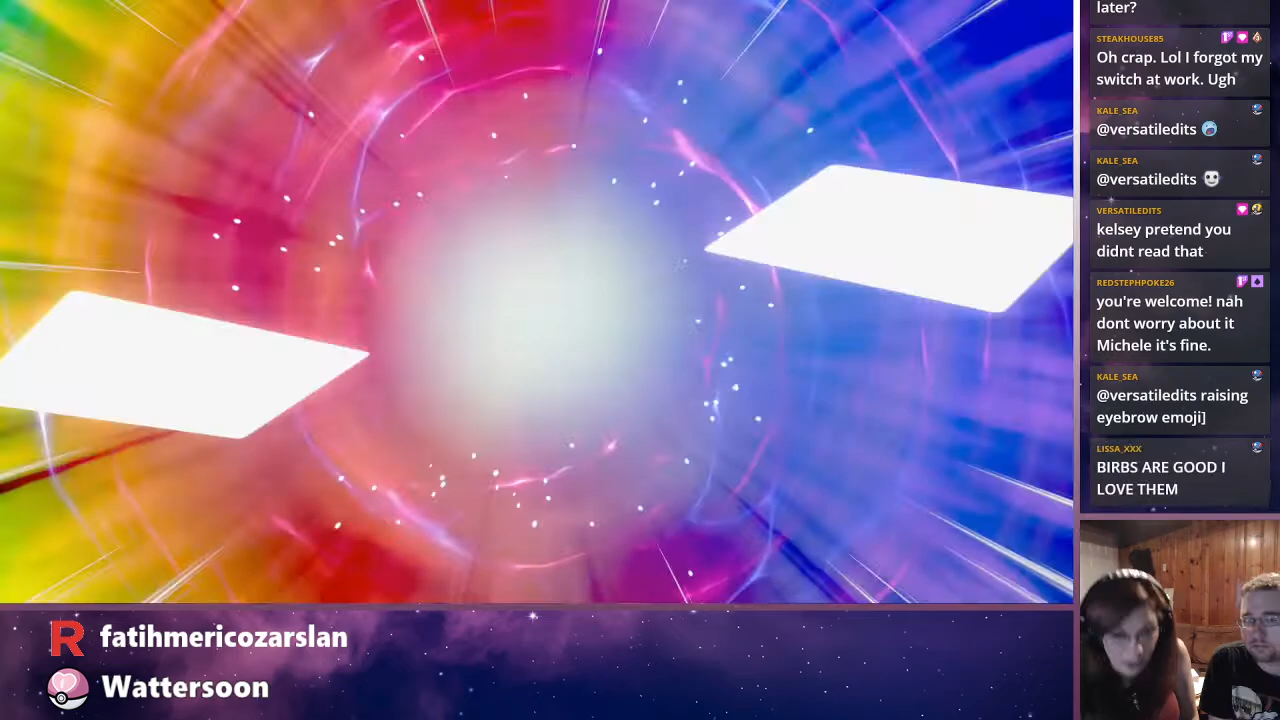 later?
STEAKHOUSE85
Oh crap. Lol I forgot my
switch at work. Ugh
KALE_SEA
@versatiledits
KALE_SEA
@versatiledits
VERSATILEDITS
kelsey pretend you
didnt read that
REDSTEPHPOKE26
you're welcome! nah
dont worry about it
Michele it's fine.
KALE_SEA
@versatiledits raising
eyebrow emoji]
LISSA_XXX
BIRBS ARE GOOD I
LOVE THEM
R fatihmericozarslan
Wattersoon